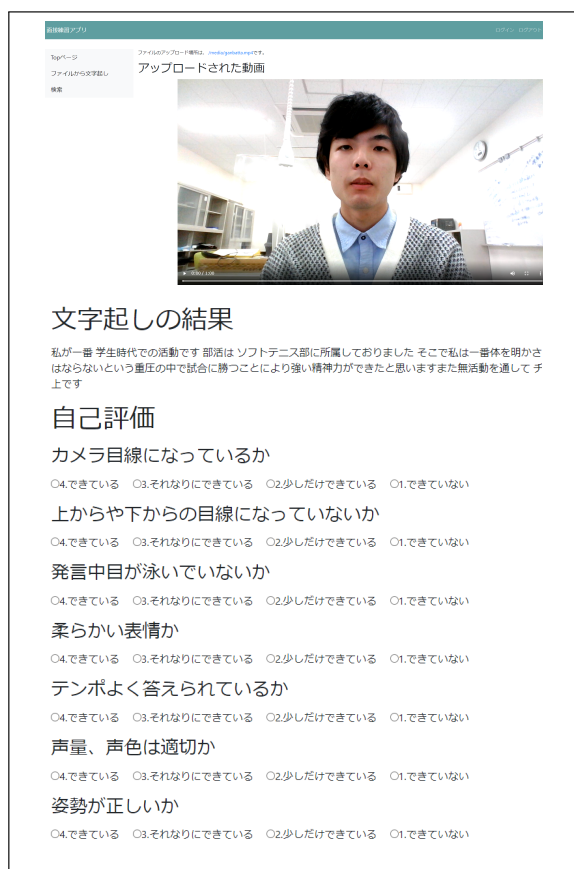 面接練習アプリ
ログイン ログアウト
Topページ
ファイルから文字起し
検索
ファイルのアップロード場所は、
です。
アップロードされた動画
0:00 / 1:00
文字起しの結果
私が一番 学生時代での活動です 部活は ソフトテニス部に所属しておりました そこで私は一番体を明かさ
はならないという重圧の中で試合に勝つことにより強い精神力ができたと思いますまた無活動を通して チ
上です
自己評価
カメラ目線になっているか
○4.できている ○3.それなりにできている ○2.少しだけできている ○1.できていない
上からや下からの目線になっていないか
○4.できている ○3.それなりにできている ○2.少しだけできている ○1.できていない
発言中目が泳いでいないか
○4.できている ○3.それなりにできている ○2.少しだけできている ○1.できていない
柔らかい表情か
○4.できている ○3.それなりにできている ○2.少しだけできている ○1.できていない
テンポよく答えられているか
○4.できている ○3.それなりにできている ○2.少しだけできている ○1.できていない
声量、声色は適切か
○4.できている ○3.それなりにできている ○2.少しだけできている ○1.できていない
姿勢が正しいか
○4.できている ○3.それなりにできている ○2.少しだけできている ○1.できていない